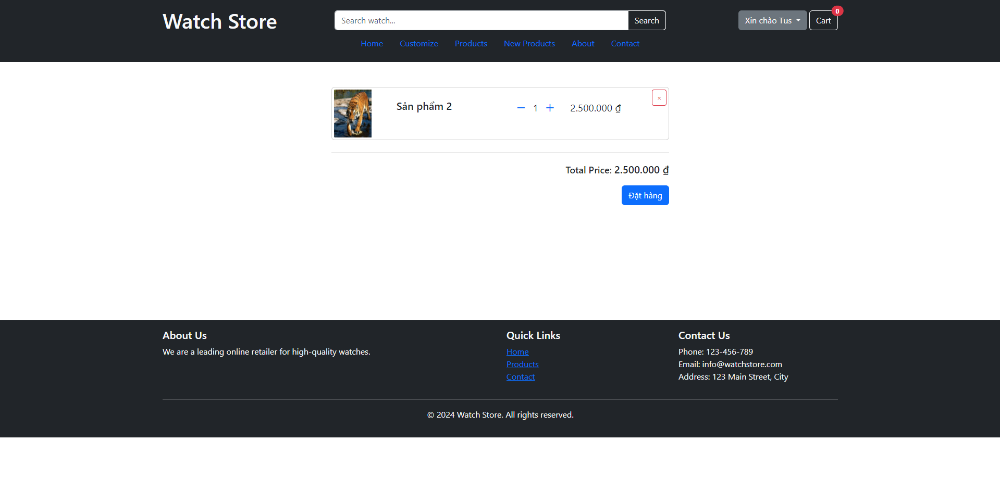 Watch Store
Search watch...
Search
Xin chào Tus
Cart
0
Home Customize Products New Products About Contact
Sản phẩm 2
1
2.500.000 ₫
×
Total Price: 2.500.000 ₫
Đặt hàng
About Us
We are a leading online retailer for high-quality watches.
Quick Links
Home
Products
Contact
Contact Us
Phone: 123-456-789
Email: info@watchstore.com
Address: 123 Main Street, City
© 2024 Watch Store. All rights reserved.